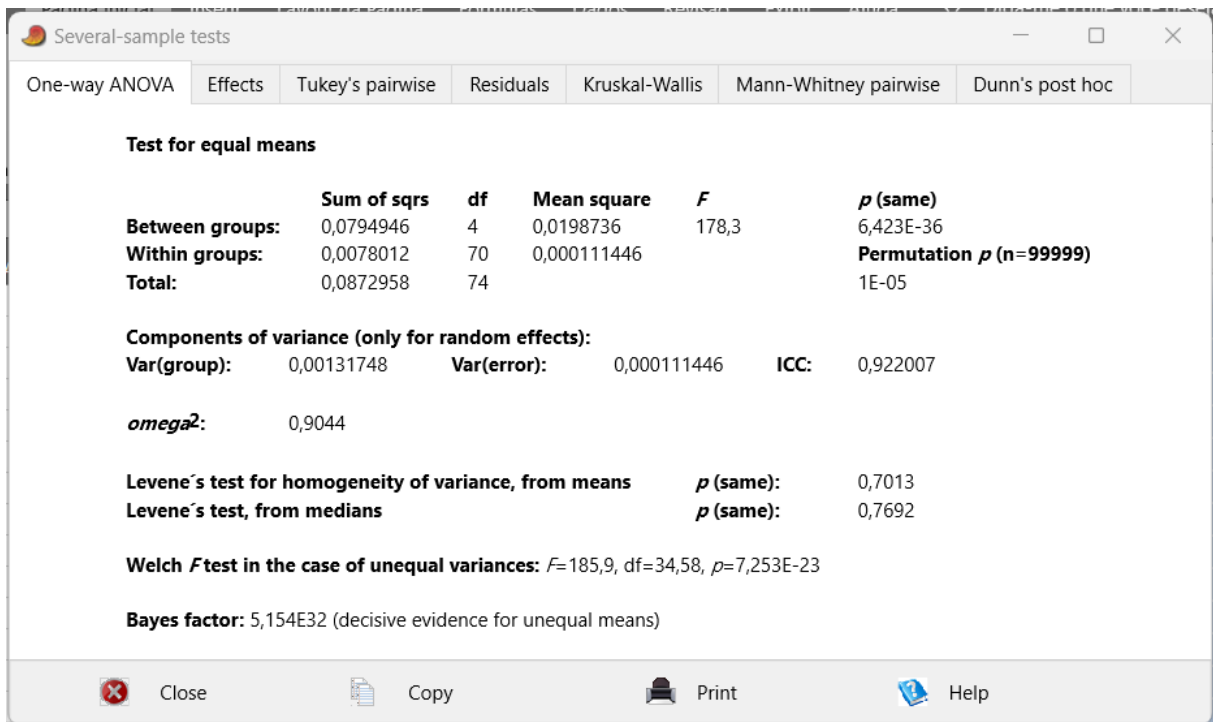 Several-sample tests
One-way ANOVA Effects Tukey's pairwise Residuals Kruskal-Wallis Mann-Whitney pairwise Dunn's post hoc
Test for equal means
Sum of sqrs df Mean square F p (same)
Between groups: 0,0794946 4 0,0198736 178,3 6,423E-36
Within groups: 0,0078012 70 0,000111446 Permutation p (n=99999)
Total: 0,0872958 74 1E-05
Components of variance (only for random effects):
Var(group): 0,00131748 Var(error): 0,000111446 ICC: 0,922007
omega2: 0,9044
Levene´s test for homogeneity of variance, from means p (same): 0,7013
Levene´s test, from medians p (same): 0,7692
Welch F test in the case of unequal variances: F=185,9, df=34,58, p=7,253E-23
Bayes factor: 5,154E32 (decisive evidence for unequal means)
Close Copy Print Help